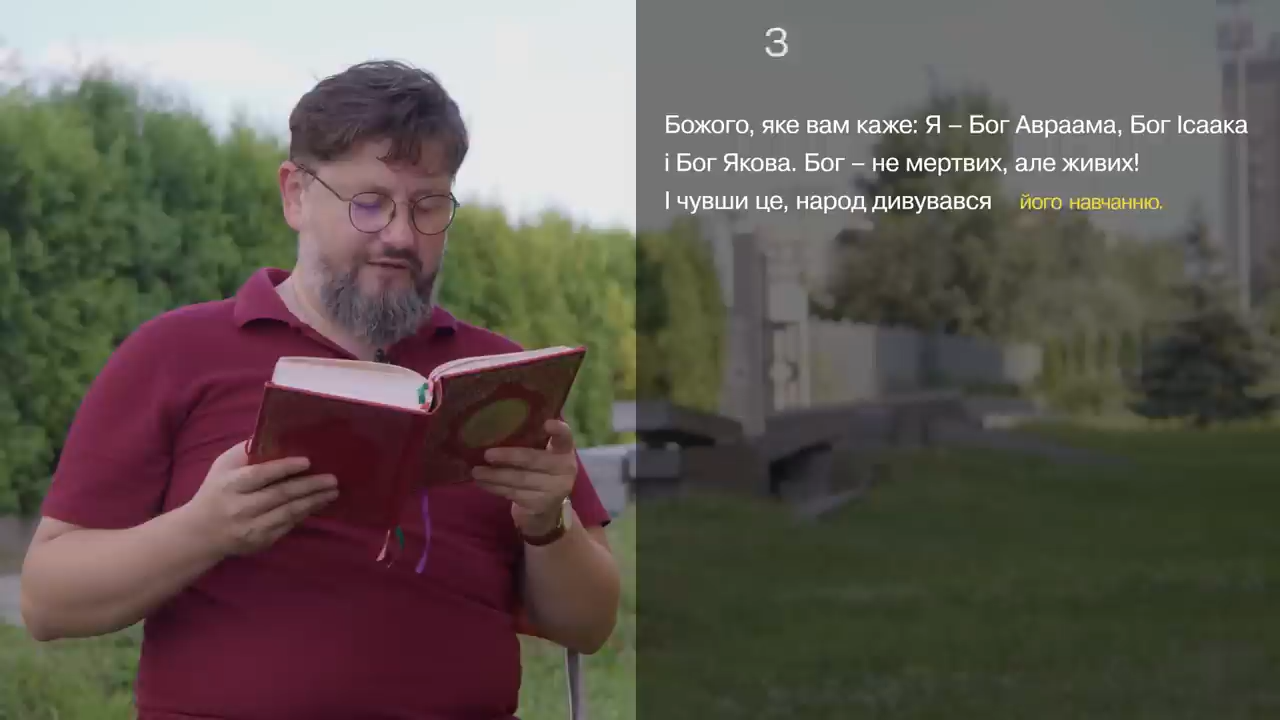 З
Божого, яке вам каже: Я – Бог Авраама, Бог Ісаака
і Бог Якова. Бог – не мертвих, але живих!
І чувши це, народ дивувався його навчанню.